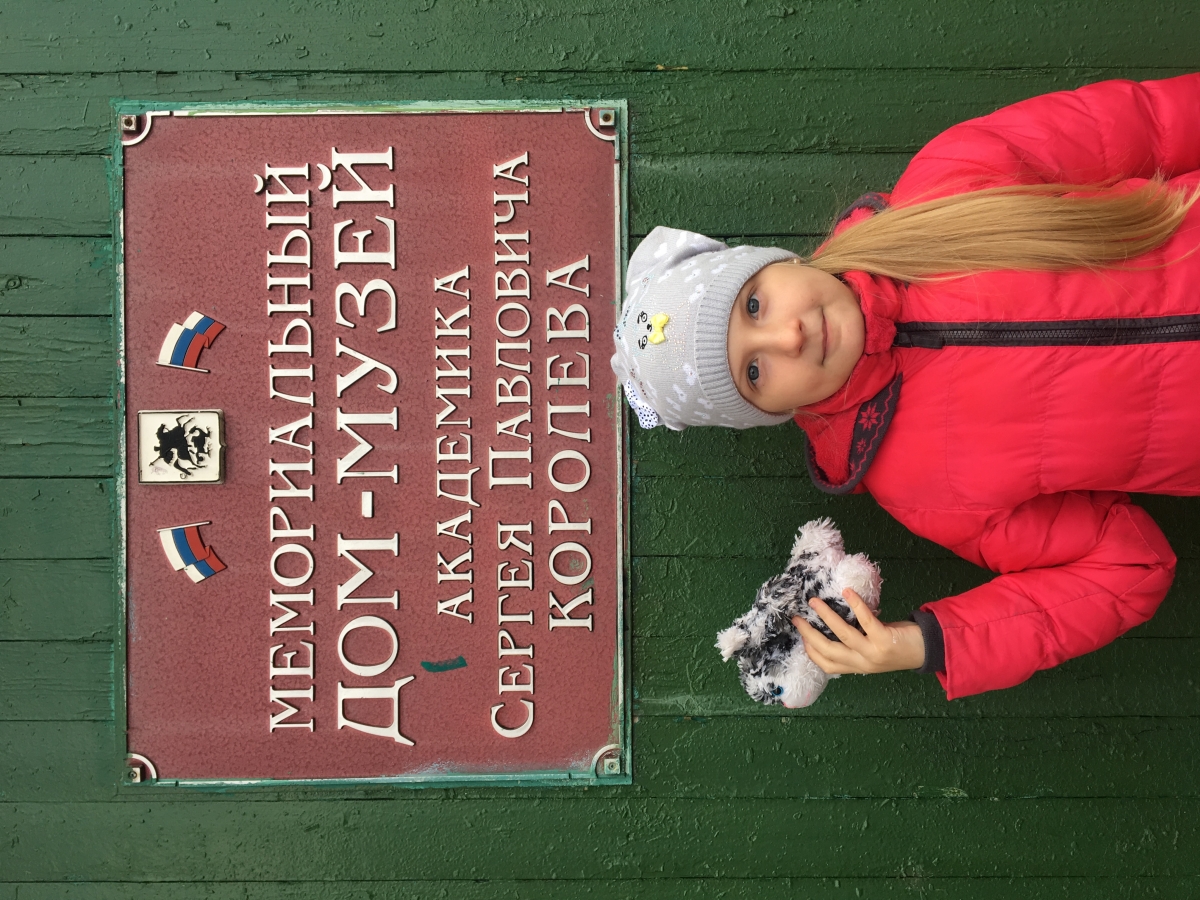 МЕМОРИАЛЬНЫЙ
ДОМ-МУЗЕЙ
АКАДЕМИКА
СЕРГЕЯ ПАВЛОВИЧА
КОРОЛЕВА